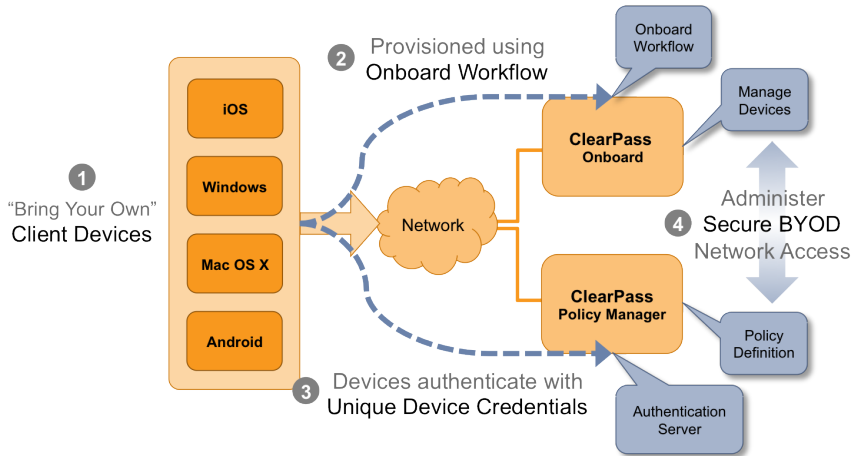 1
“Bring Your Own”
Client Devices
iOS
Windows
Mac OS X
Android
2
Provisioned using
Onboard Workflow
Network
3
Devices authenticate with
Unique Device Credentials
ClearPass
Onboard
Onboard
Workflow
Manage
Devices
ClearPass
Policy Manager
Policy
Definition
Authentication
Server
4
Administer
Secure BYOD
Network Access